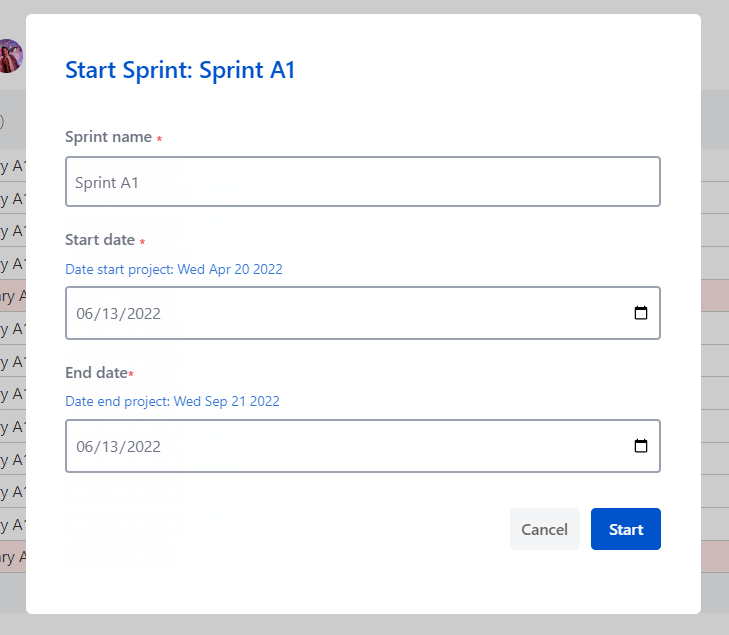 Start Sprint: Sprint A1
Sprint name *
Sprint A1
Start date *
Date start project: Wed Apr 20 2022
06/13/2022
End date*
Date end project: Wed Sep 21 2022
06/13/2022
Cancel Start